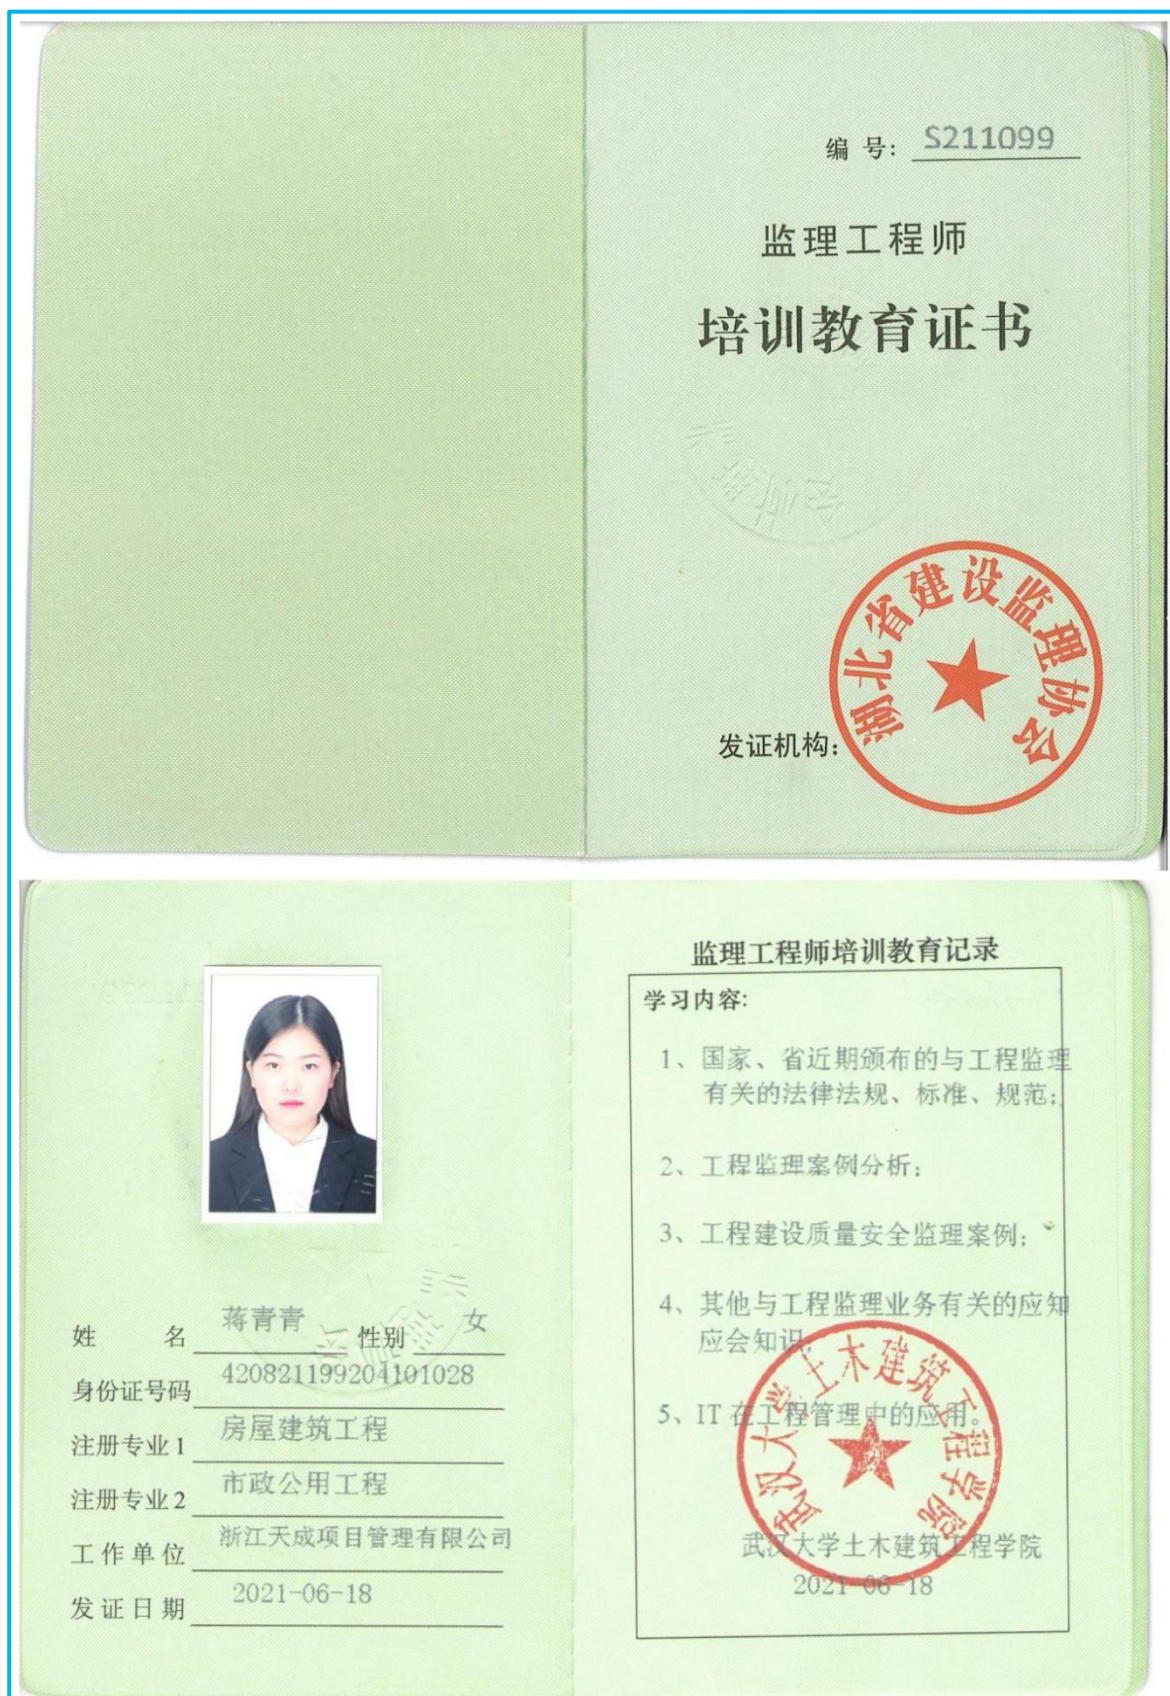 编 号: S211099
监理工程师
培训教育证书
湖北省建设监理协会
发证机构:
姓 名 蒋青青 性别 女
身份证号码 420821199204101028
注册专业1 房屋建筑工程
注册专业2 市政公用工程
工作单位 浙江天成项目管理有限公司
发证日期 2021-06-18
监理工程师培训教育记录
学习内容:
1、国家、省近期颁布的与工程监理
有关的法律法规、标准、规范;
2、工程监理案例分析;
3、工程建设质量安全监理案例;
4、其他与工程监理业务有关的应知
应会知识;
5、IT在工程管理中的应用。
武汉大学土木建筑工程学院
武汉大学土木建筑工程学院
2021-06-18